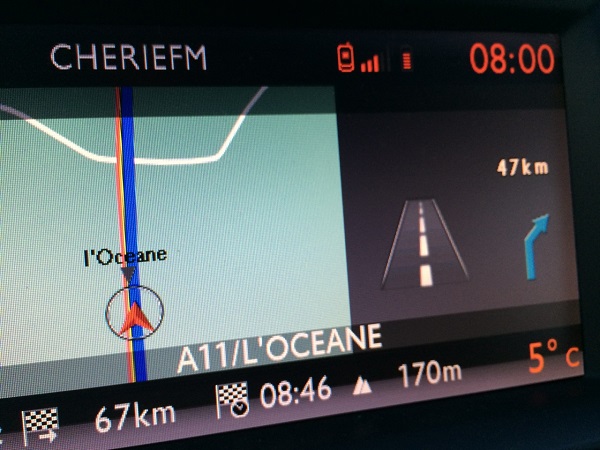 CHERIEFM 08:00
47km
l'Oceane
A11/L'OCEANE
67km 08:46 170m 5° C